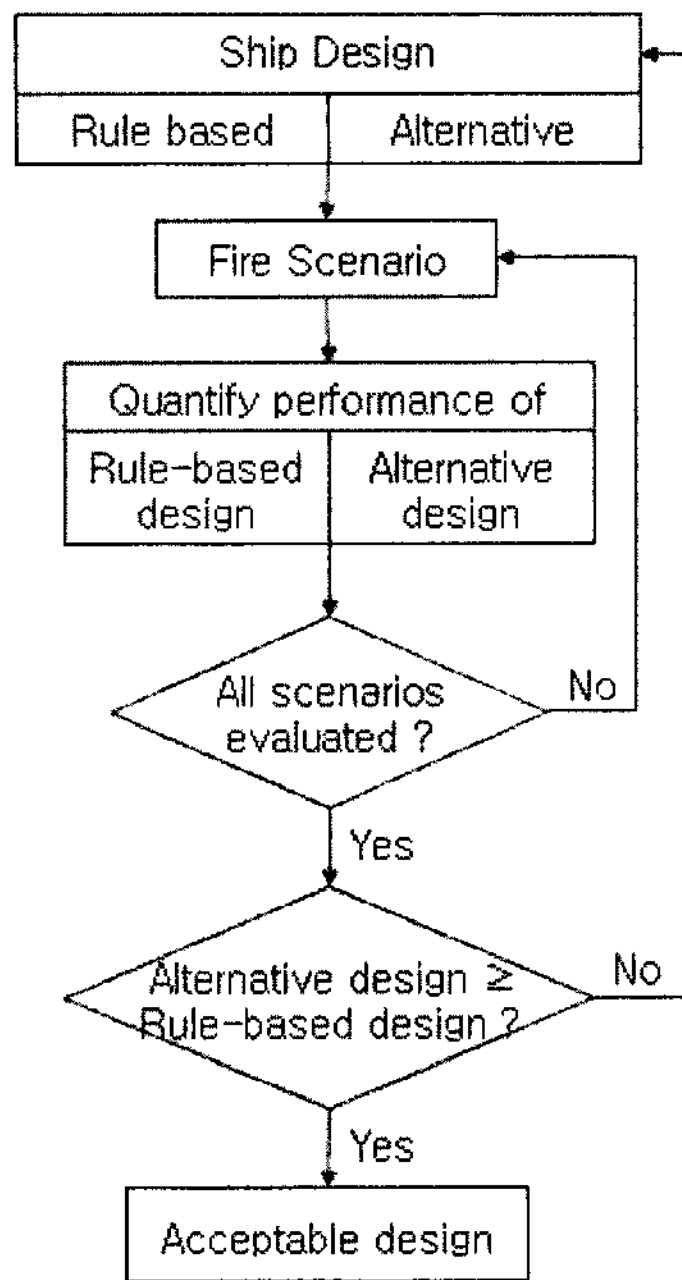 Ship Design
Rule based
Alternative
Fire Scenario
Quantify performance of
Rule-based
design
Alternative
design
All scenarios
evaluated ?
No
Yes
Alternative design ≥
Rule-based design ?
No
Yes
Acceptable design